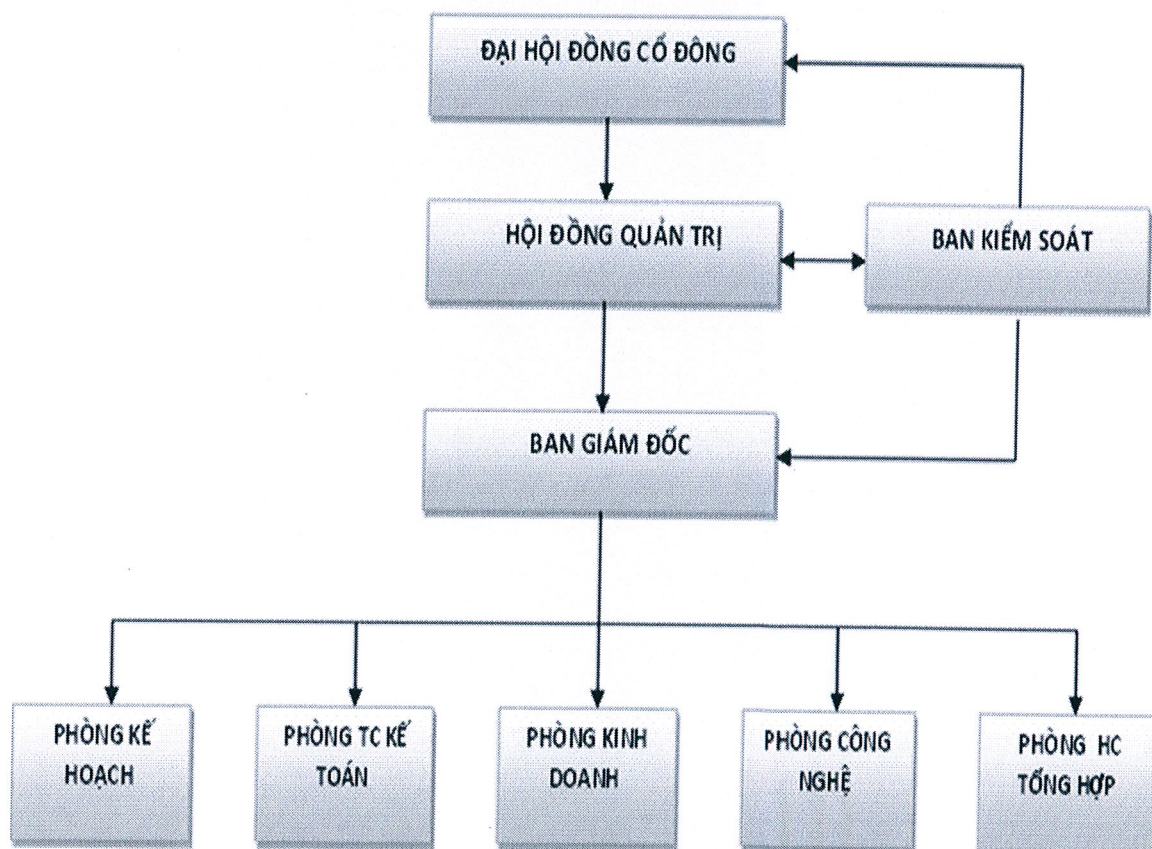 ĐẠI HỘI ĐỒNG CỔ ĐÔNG
HỘI ĐỒNG QUẢN TRỊ
BAN KIỂM SOÁT
BAN GIÁM ĐỐC
PHÒNG KẾ
HOẠCH
PHÒNG TC KẾ
TOÁN
PHÒNG KINH
DOANH
PHÒNG CÔNG
NGHỆ
PHÒNG HC
TỔNG HỢP